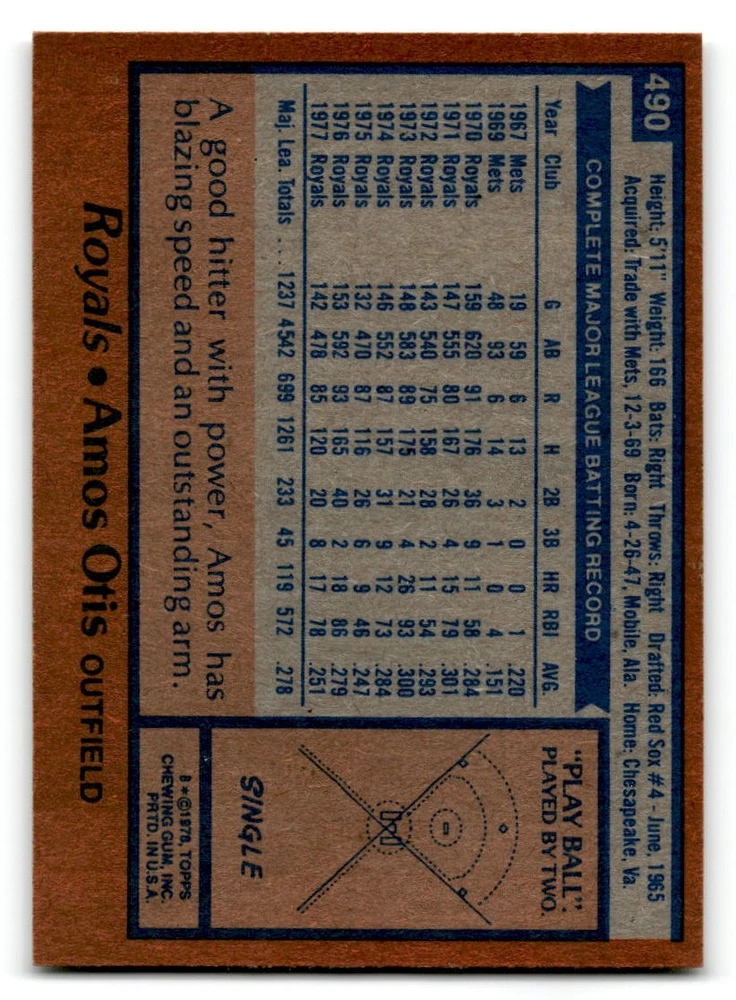 490
Height: 5'11" Weight: 166 Bats: Right Throws: Right Drafted: Red Sox #4 - June, 1965
Acquired: Trade with Mets, 12-3-69 Born: 4-26-47, Mobile, Ala. Home: Chesapeake, Va.
COMPLETE MAJOR LEAGUE BATTING RECORD
Year Club G AB R H 2B 3B HR RBI AVG.
1967 Mets 19 59 6 13 2 0 0 1 .220
1969 Mets 48 93 6 14 3 1 0 4 .151
1970 Royals 159 620 91 176 36 9 11 58 .284
1971 Royals 147 555 80 167 26 4 15 79 .301
1972 Royals 143 540 75 158 28 2 11 54 .293
1973 Royals 148 583 89 175 21 4 26 93 .300
1974 Royals 146 552 87 157 31 9 12 73 .284
1975 Royals 132 470 87 116 26 6 9 46 .247
1976 Royals 153 592 93 165 40 2 18 86 .279
1977 Royals 142 478 85 120 20 8 17 78 .251
Maj. Lea. Totals . . . 1237 4542 699 1261 233 45 119 572 .278
A good hitter with power, Amos has
blazing speed and an outstanding arm.
"PLAY BALL":
PLAYED BY TWO.
SINGLE
B*©1978, TOPPS
CHEWING GUM, INC.
PRTD. IN U.S.A.
Royals • Amos Otis OUTFIELD